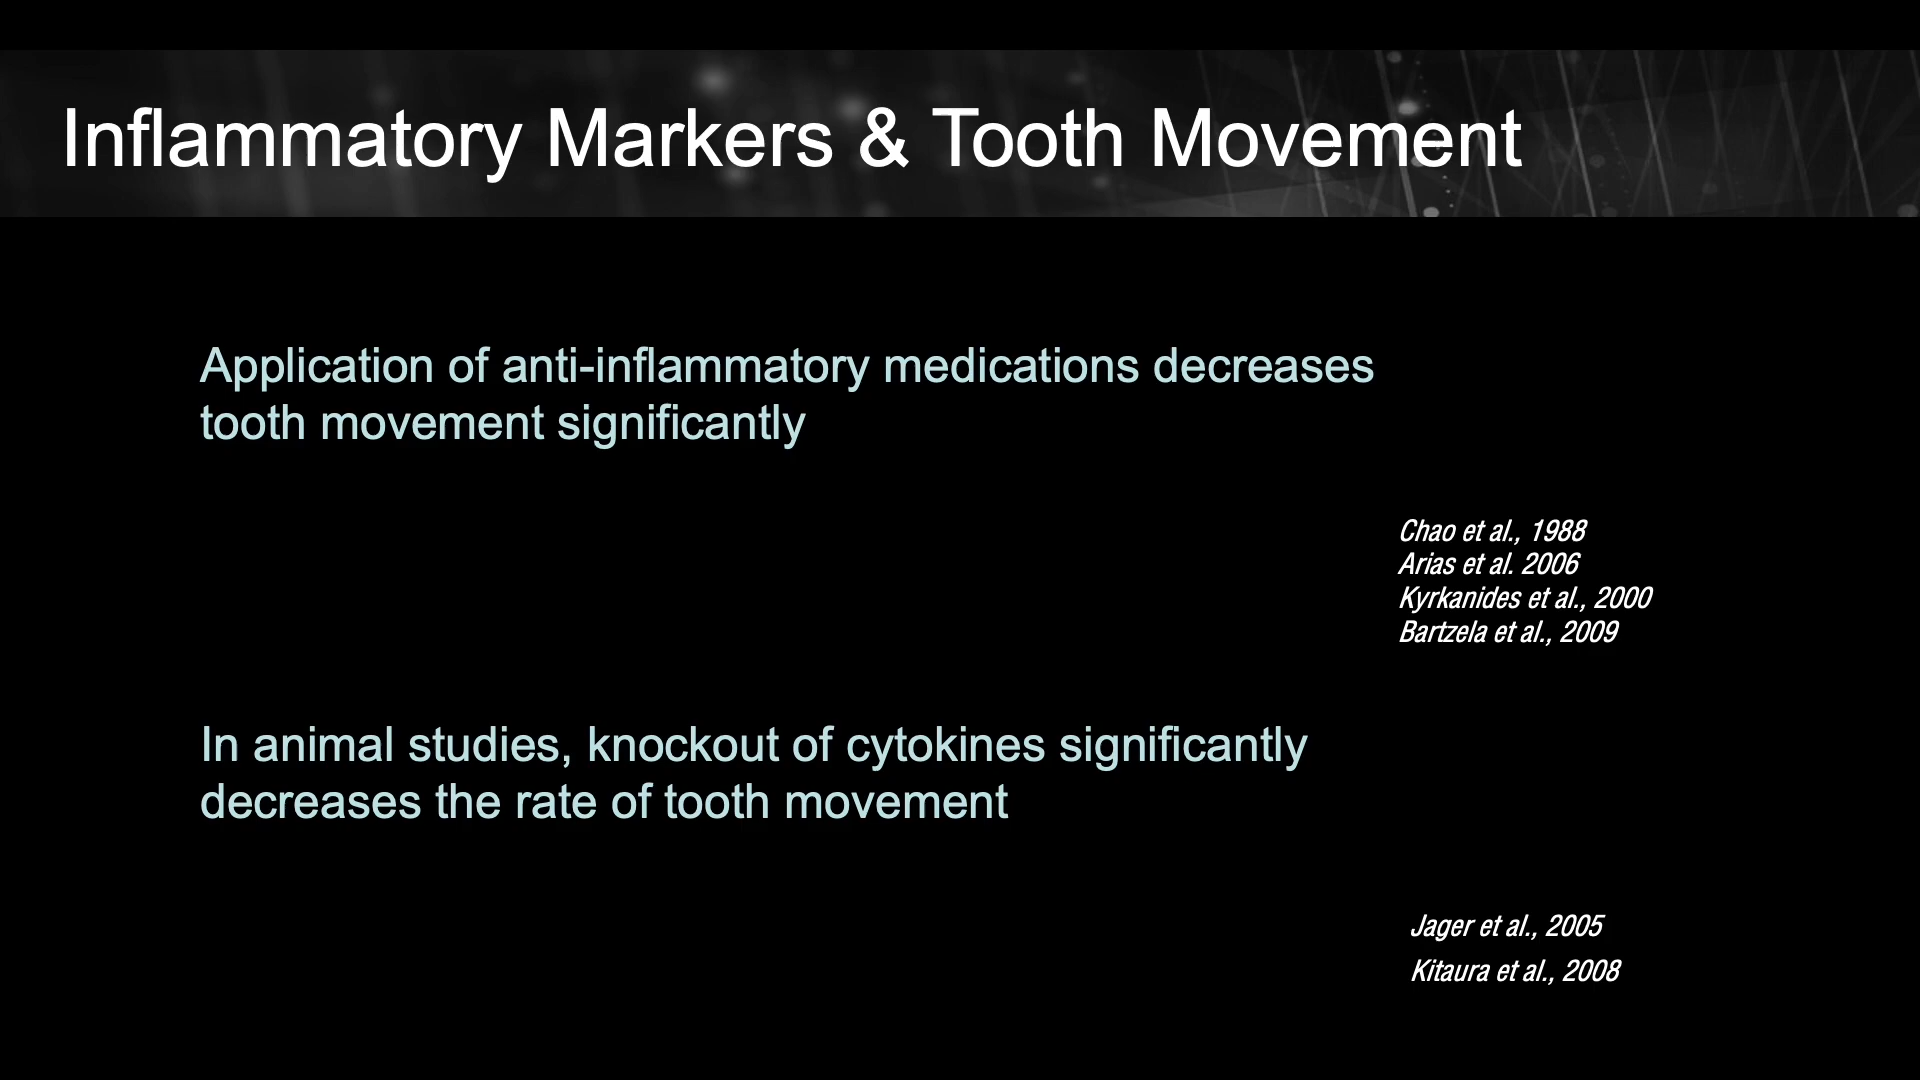 Inflammatory Markers & Tooth Movement
Application of anti-inflammatory medications decreases
tooth movement significantly
Chao et al., 1988
Arias et al. 2006
Kyrkanides et al., 2000
Bartzela et al., 2009
In animal studies, knockout of cytokines significantly
decreases the rate of tooth movement
Jager et al., 2005
Kitaura et al., 2008